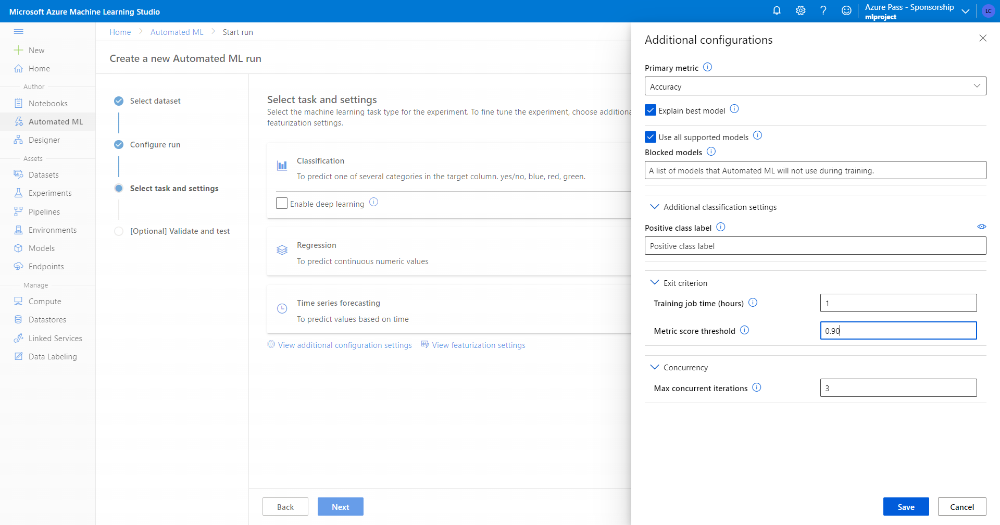 Microsoft Azure Machine Learning Studio
Azure Pass - Sponsorship
mlproject
LC
New
Home
Author
Notebooks
Automated ML
Designer
Assets
Datasets
Experiments
Pipelines
Environments
Models
Endpoints
Manage
Compute
Datastores
Linked Services
Data Labeling
Home > Automated ML > Start run
Create a new Automated ML run
Select dataset
Configure run
Select task and settings
[Optional] Validate and test
Select task and settings
Select the machine learning task type for the experiment. To fine tune the experiment, choose additiona
featurization settings.
Classification
To predict one of several categories in the target column. yes/no, blue, red, green.
Enable deep learning
Regression
To predict continuous numeric values
Time series forecasting
To predict values based on time
View additional configuration settings View featurization settings
Back Next
Additional configurations
Primary metric
Accuracy
Explain best model
Use all supported models
Blocked models
A list of models that Automated ML will not use during training.
Additional classification settings
Positive class label
Positive class label
Exit criterion
Training job time (hours) 1
Metric score threshold 0.90
Concurrency
Max concurrent iterations 3
Save Cancel